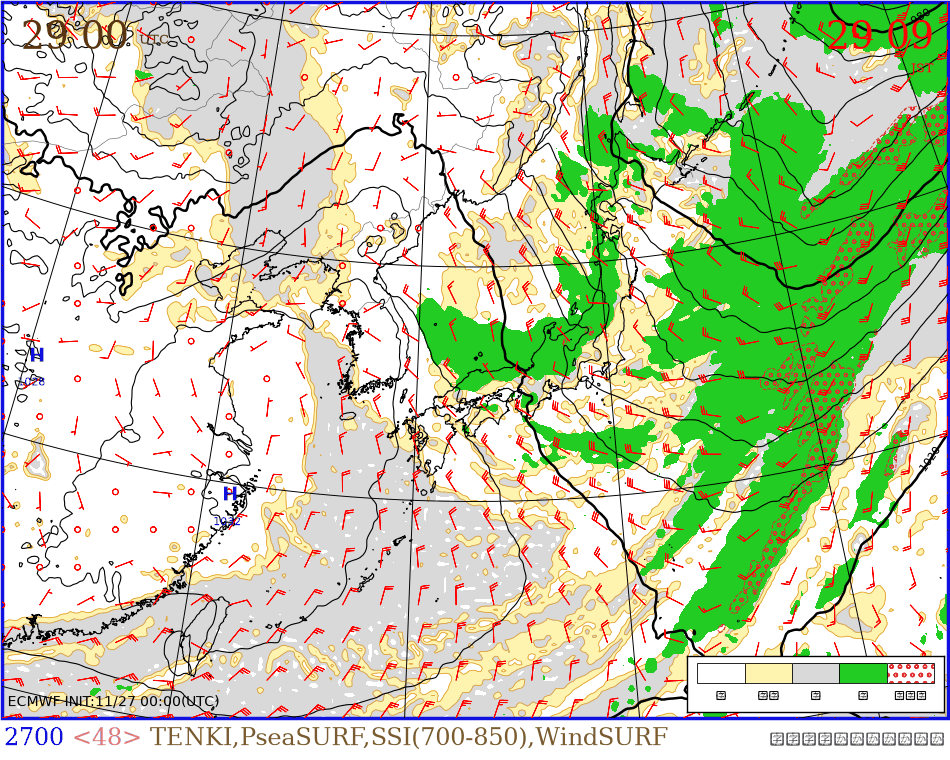 29.00 UTC
29 09
JST
H
1028
H
1032
1020
ECMWF INIT:11/27 00:00(UTC)
2700 <48> TENKI,PseaSURF,SSI(700-850),WindSURF